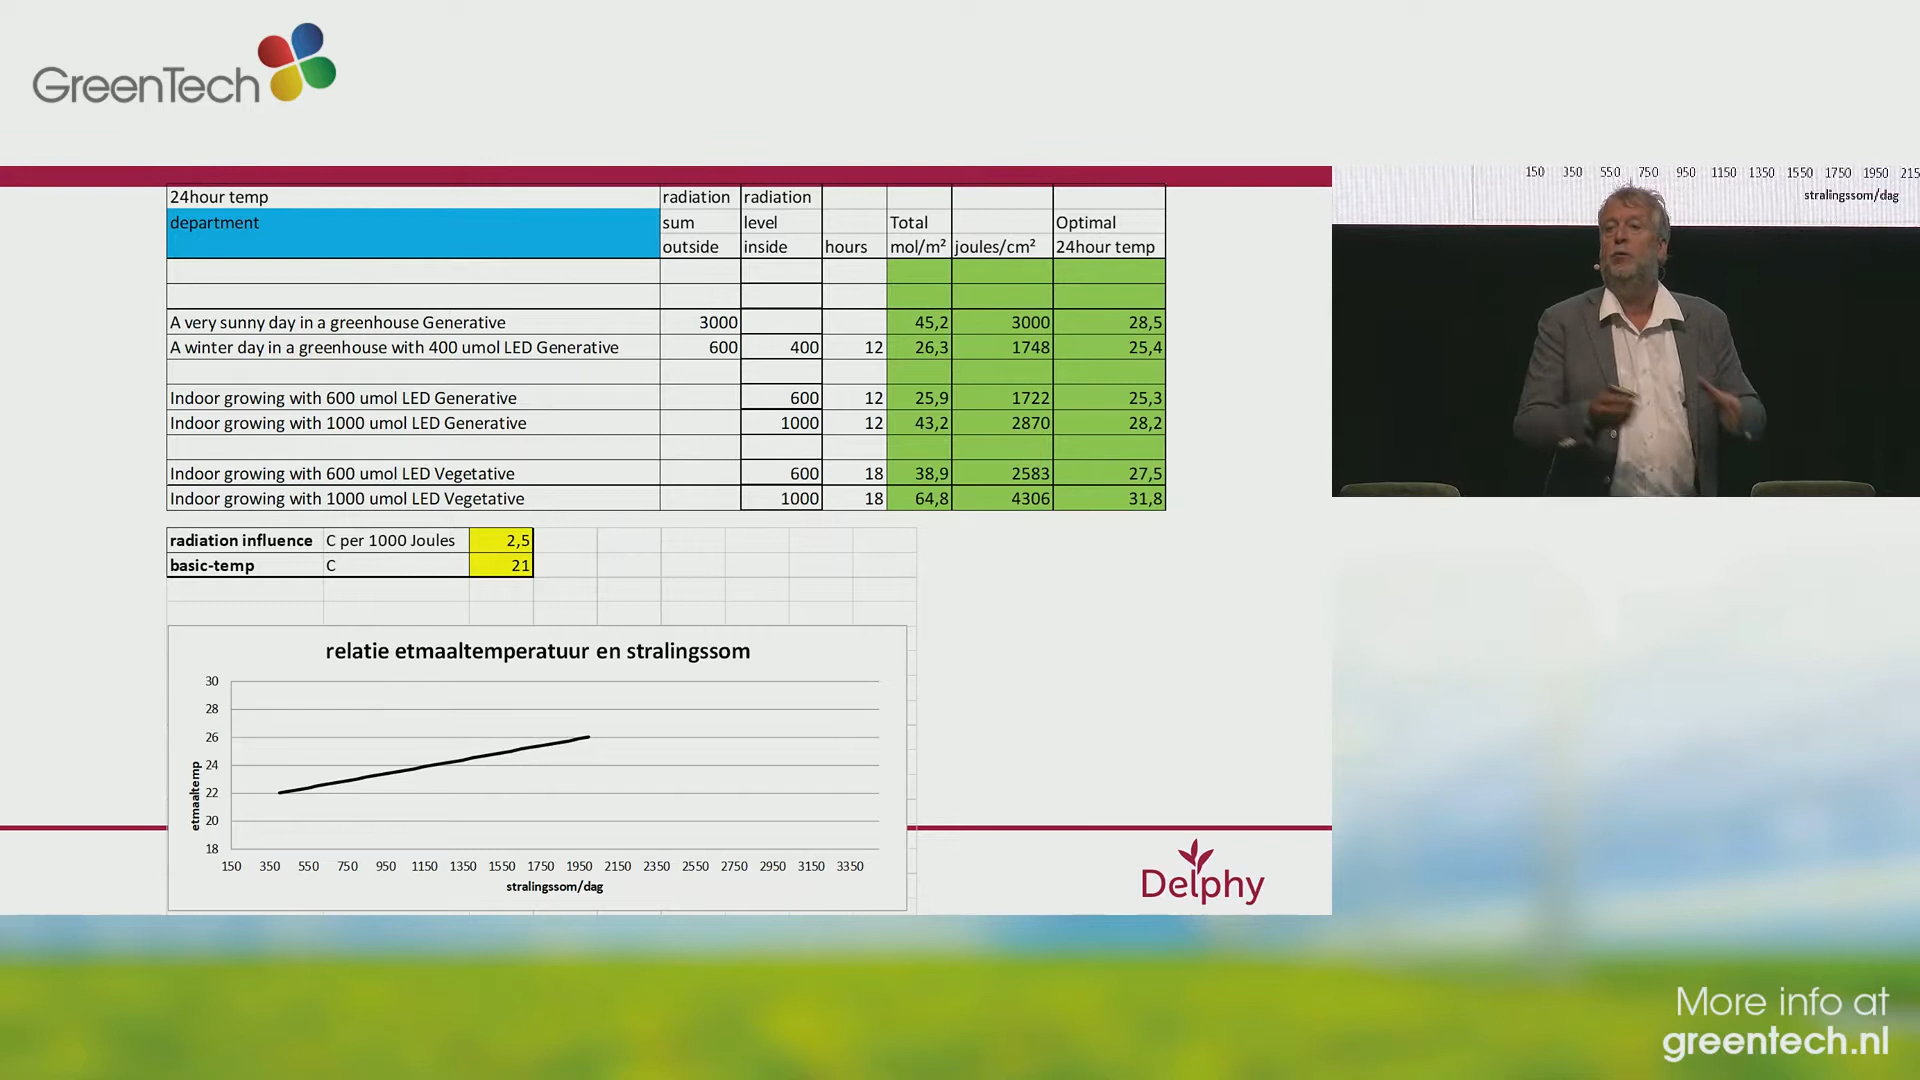 GreenTech
24hour temp radiation radiation
department sum level Total Optimal
outside inside hours mol/m² joules/cm² 24hour temp
A very sunny day in a greenhouse Generative 3000 45,2 3000 28,5
A winter day in a greenhouse with 400 umol LED Generative 600 400 12 26,3 1748 25,4
Indoor growing with 600 umol LED Generative 600 12 25,9 1722 25,3
Indoor growing with 1000 umol LED Generative 1000 12 43,2 2870 28,2
Indoor growing with 600 umol LED Vegetative 600 18 38,9 2583 27,5
Indoor growing with 1000 umol LED Vegetative 1000 18 64,8 4306 31,8
radiation influence C per 1000 Joules 2,5
basic-temp C 21
relatie etmaaltemperatuur en stralingssom
30
28
26
24
22
20
18
etmaaltemp
150 350 550 750 950 1150 1350 1550 1750 1950 2150 2350 2550 2750 2950 3150 3350
stralingssom/dag
Delphy
150 350 550 750 950 1150 1350 1550 1750 1950 215
stralingssom/dag
More info at
greentech.nl